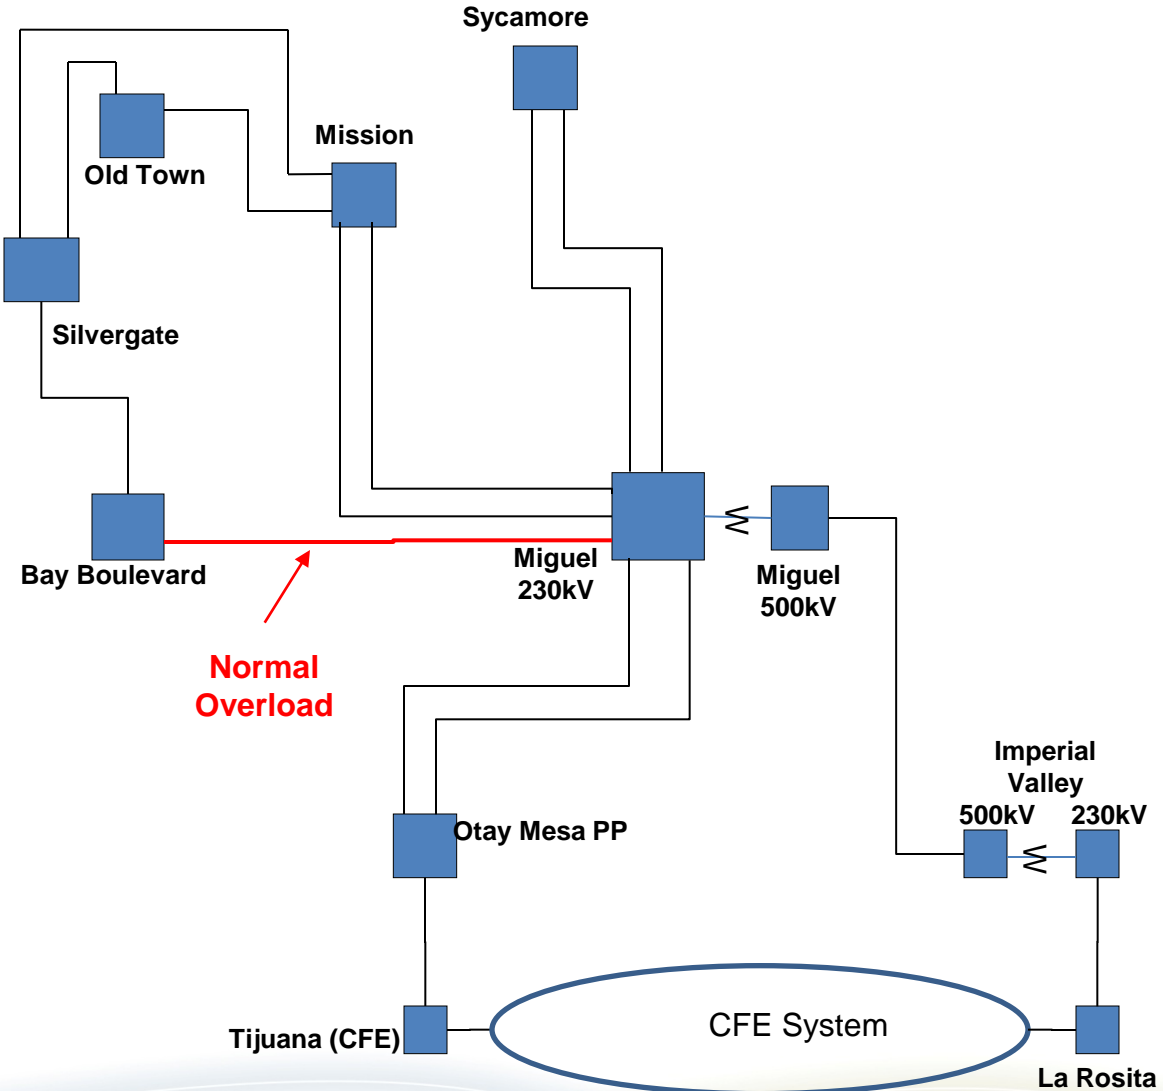 Sycamore
Mission
Old Town
Silvergate
Bay Boulevard
Miguel
230kV
Miguel
500kV
Normal
Overload
Imperial
Valley
500kV 230kV
Otay Mesa PP
CFE System
Tijuana (CFE)
La Rosita